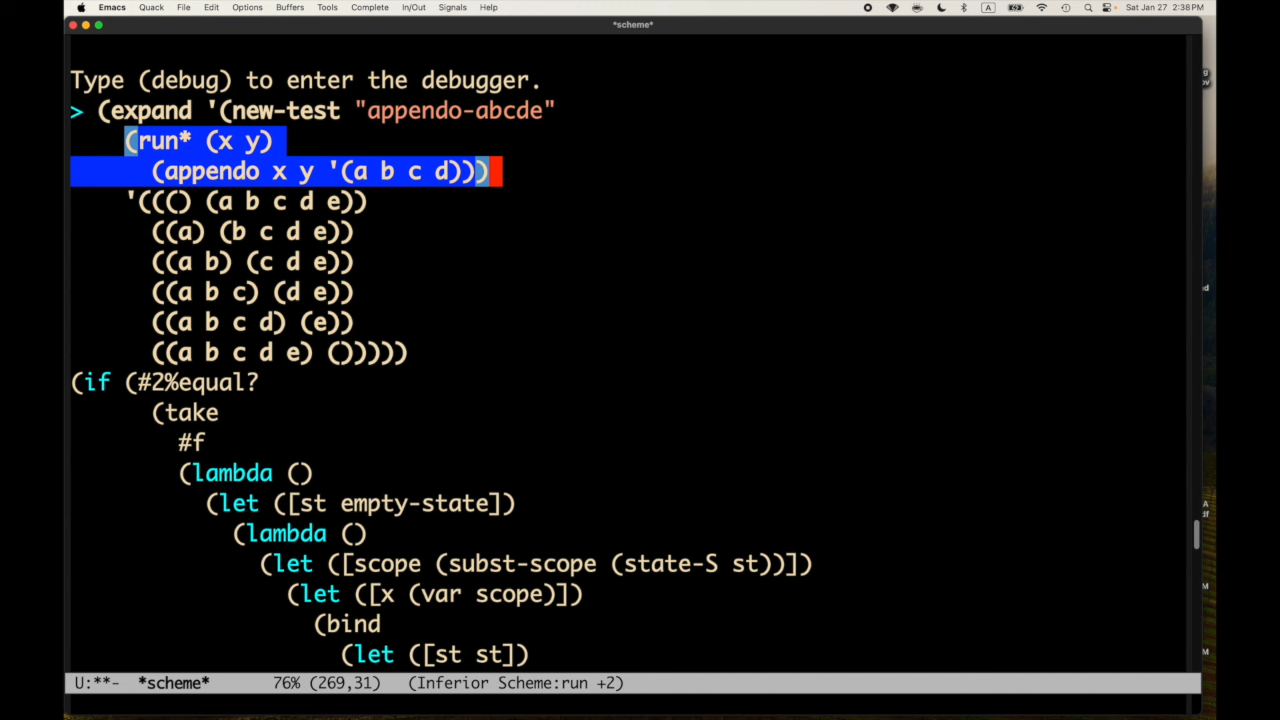 Emacs Quack File Edit Options Buffers Tools Complete In/Out Signals Help A Sat Jan 27 2:38 PM
*scheme*
Type (debug) to enter the debugger.
> (expand '(new-test "appendo-abcde"
(run* (x y)
(appendo x y '(a b c d)))
'((() (a b c d e))
((a) (b c d e))
((a b) (c d e))
((a b c) (d e))
((a b c d) (e))
((a b c d e) ()))))
(if (#2%equal?
(take
#f
(lambda ()
(let ([st empty-state])
(lambda ()
(let ([scope (subst-scope (state-S st))])
(let ([x (var scope)])
(bind
(let ([st st])
U:**- *scheme* 76% (269,31) (Inferior Scheme:run +2)